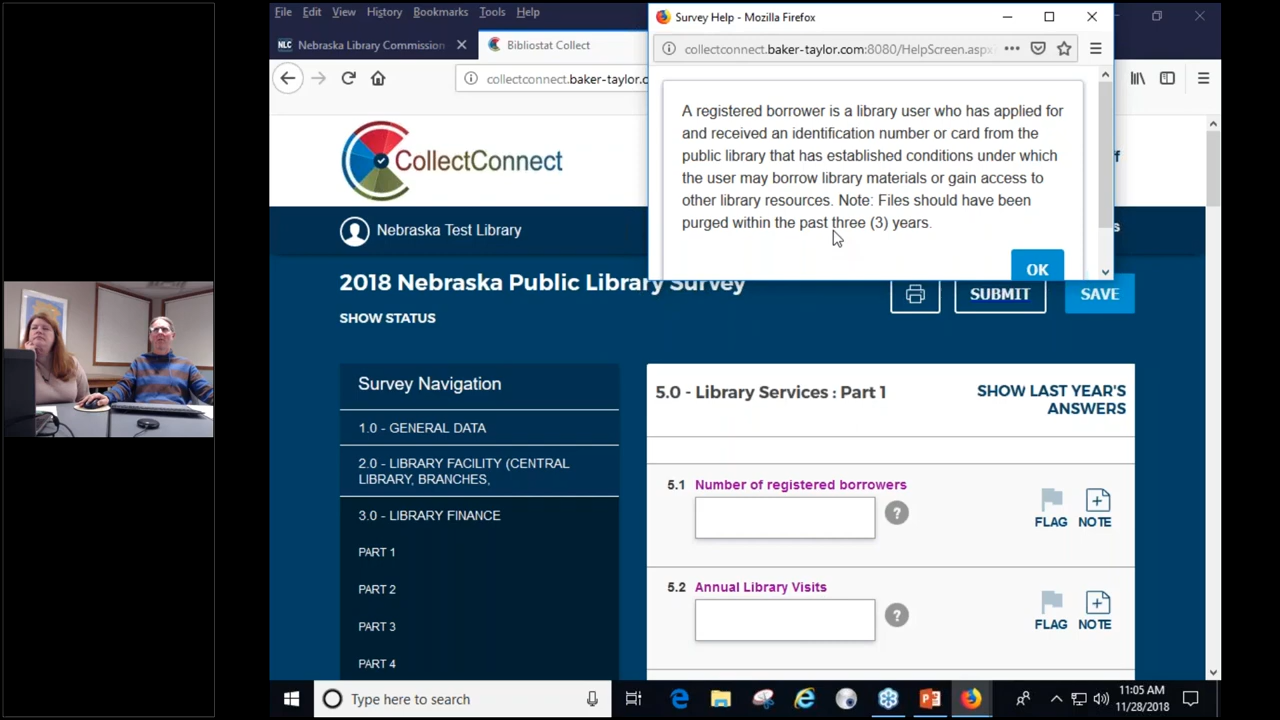 File Edit View History Bookmarks Tools Help
Survey Help - Mozilla Firefox
NLC Nebraska Library Commission
Bibliostat Collect
collectconnect.baker-taylor.com:8080/HelpScreen.aspx
collectconnect.baker-taylor.c
A registered borrower is a library user who has applied for
and received an identification number or card from the
public library that has established conditions under which
the user may borrow library materials or gain access to
other library resources. Note: Files should have been
purged within the past three (3) years.
OK
CollectConnect
Nebraska Test Library
2018 Nebraska Public Library Survey
SHOW STATUS
SUBMIT
SAVE
Survey Navigation
1.0 - GENERAL DATA
2.0 - LIBRARY FACILITY (CENTRAL
LIBRARY, BRANCHES,
3.0 - LIBRARY FINANCE
PART 1
PART 2
PART 3
PART 4
5.0 - Library Services : Part 1
SHOW LAST YEAR'S
ANSWERS
5.1 Number of registered borrowers
?
FLAG NOTE
5.2 Annual Library Visits
?
FLAG NOTE
Type here to search
11:05 AM
11/28/2018